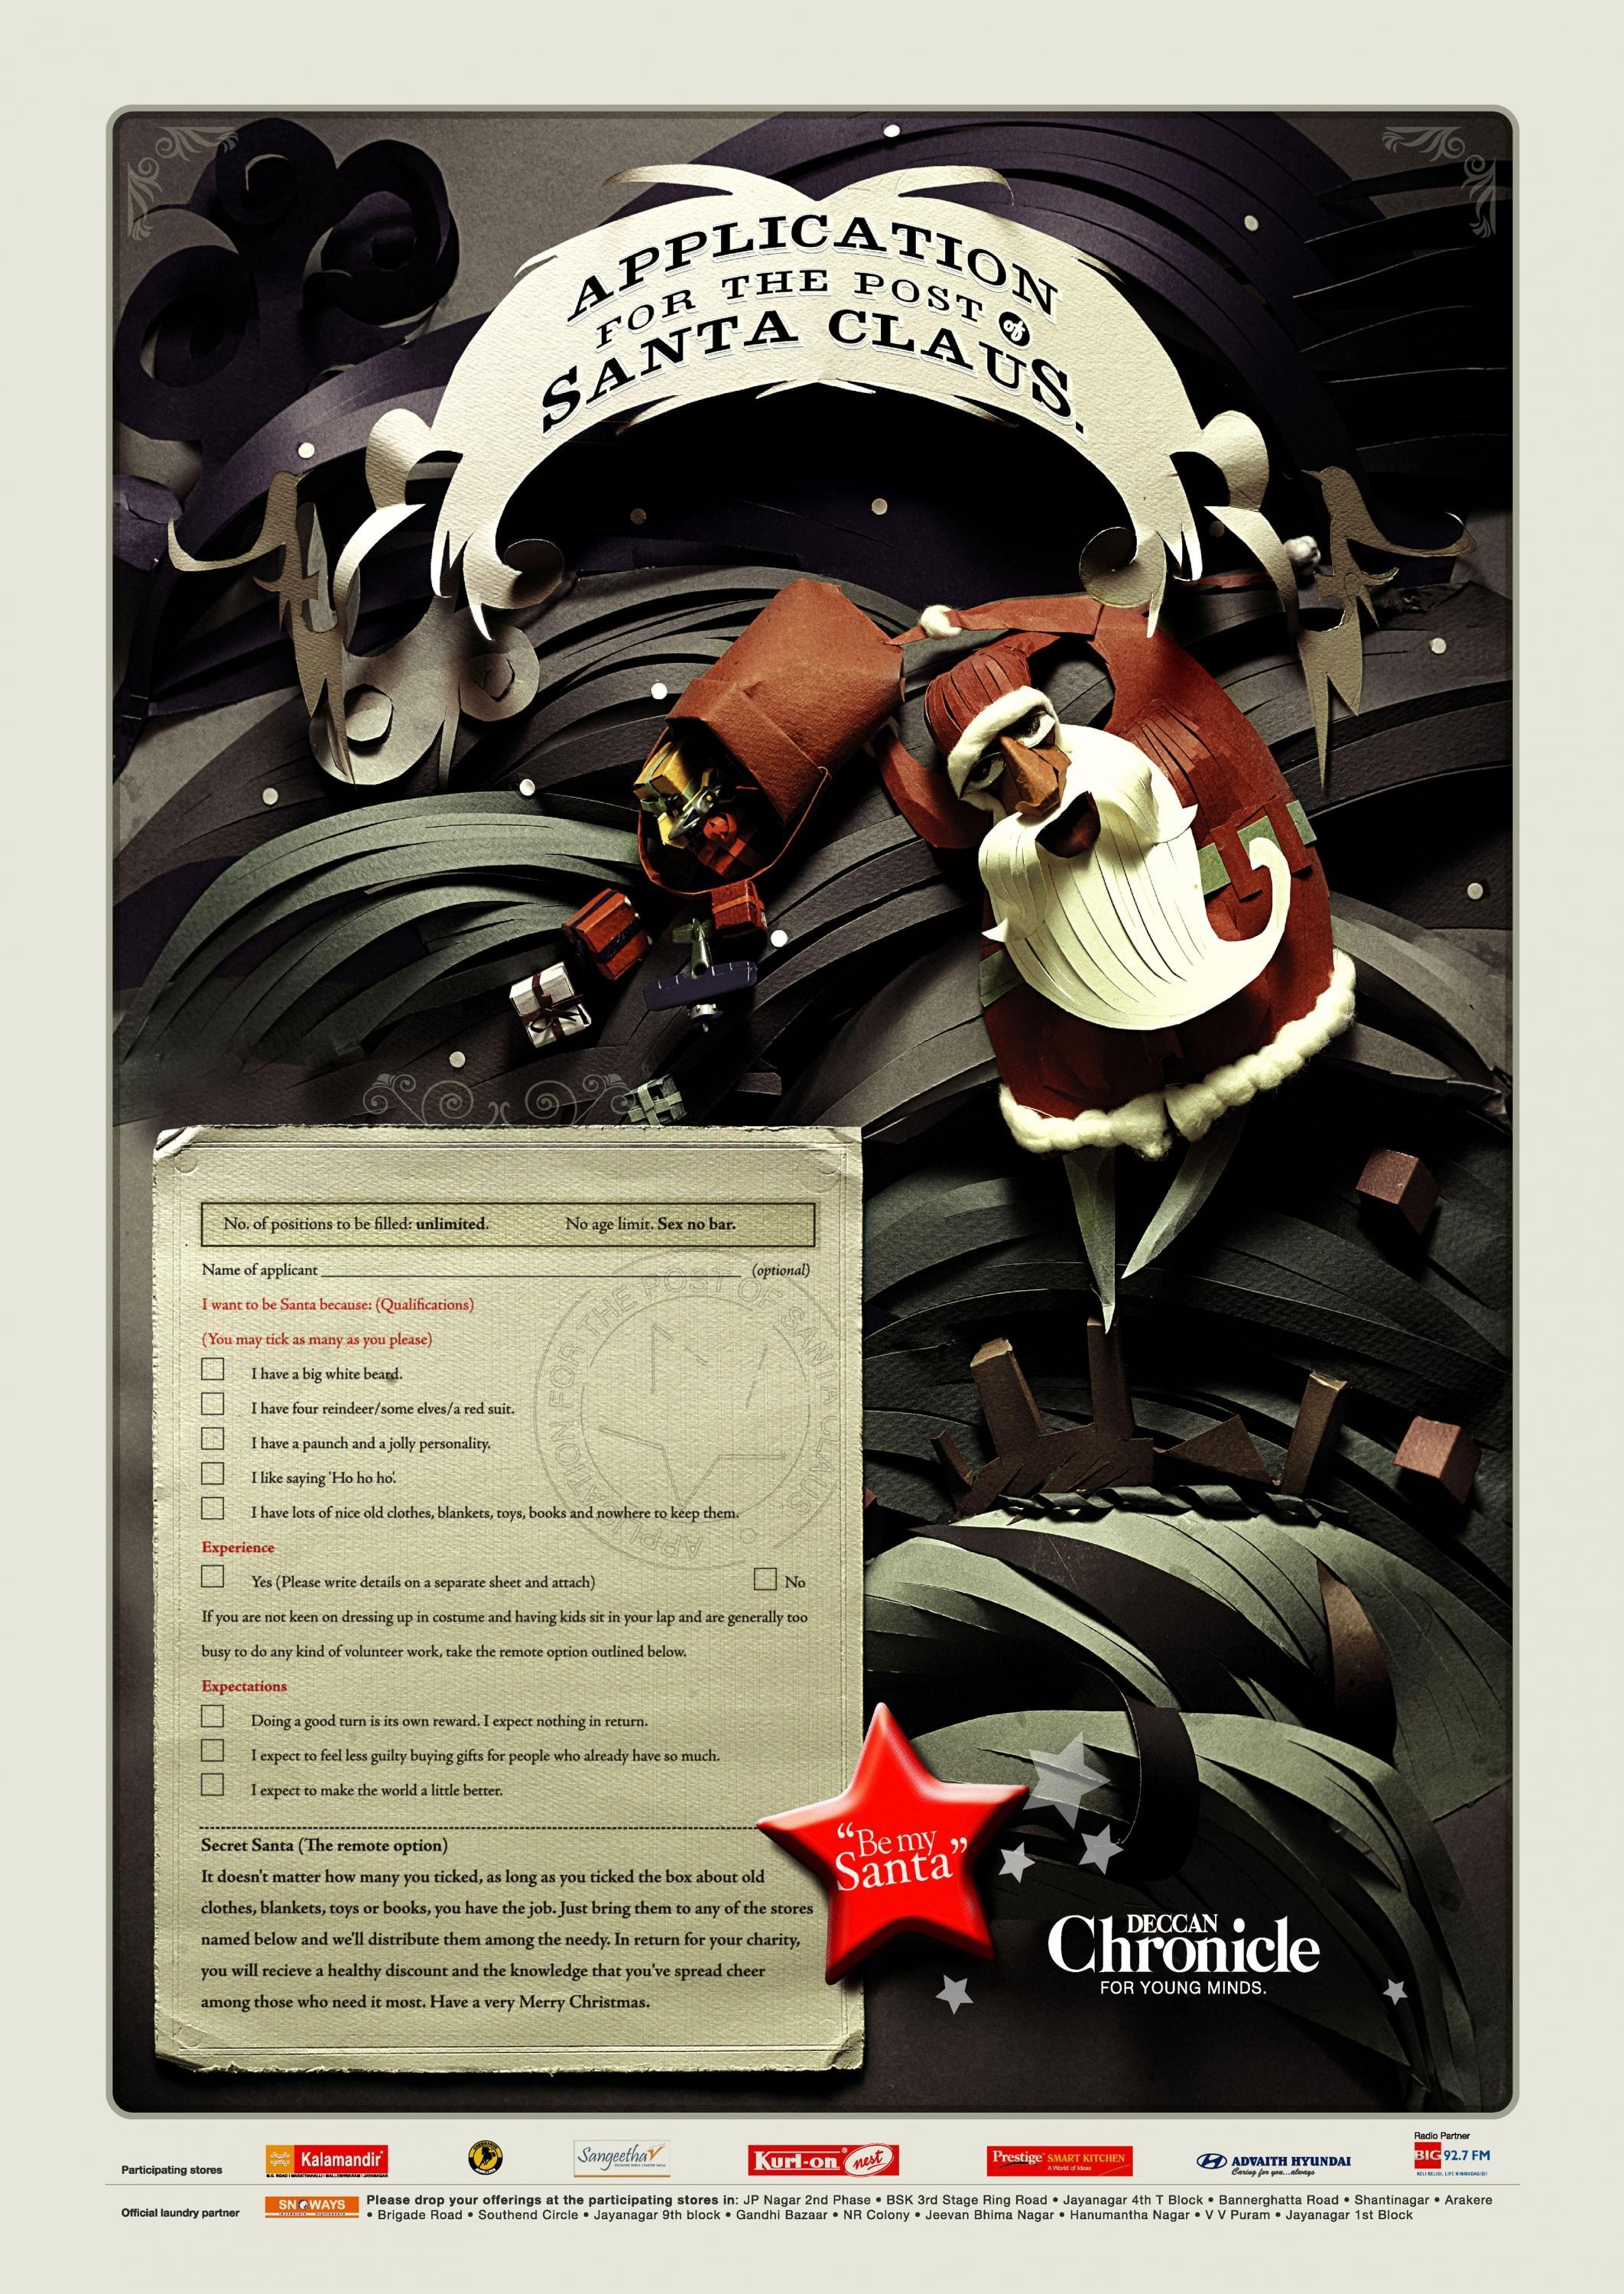 APPLICATION
FOR THE POST of
SANTA CLAUS.
No. of positions to be filled: unlimited. No age limit. Sex no bar.
Name of applicant (optional)
I want to be Santa because: (Qualifications)
(You may tick as many as you please)
I have a big white beard.
I have four reindeer/some elves/a red suit.
I have a paunch and a jolly personality.
I like saying 'Ho ho ho'.
I have lots of nice old clothes, blankets, toys, books and nowhere to keep them.
APPLICATION FOR THE POST OF SANTA CLAUS
Experience
Yes (Please write details on a separate sheet and attach) No
If you are not keen on dressing up in costume and having kids sit in your lap and are generally too
busy to do any kind of volunteer work, take the remote option outlined below.
Expectations
Doing a good turn is its own reward. I expect nothing in return.
I expect to feel less guilty buying gifts for people who already have so much.
I expect to make the world a little better.
Secret Santa (The remote option)
It doesn't matter how many you ticked, as long as you ticked the box about old
clothes, blankets, toys or books, you have the job. Just bring them to any of the stores
named below and we'll distribute them among the needy. In return for your charity,
you will recieve a healthy discount and the knowledge that you've spread cheer
among those who need it most. Have a very Merry Christmas.
"Be my
Santa"
DECCAN
Chronicle
FOR YOUNG MINDS.
Participating stores
Kalamandir
Sangeetha
Kurl-on nest
Prestige SMART KITCHEN
A World of Ideas
ADVAITH HYUNDAI
Caring for you...always
Radio Partner
BIG 92.7 FM
Official laundry partner
SNOWAYS
Please drop your offerings at the participating stores in: JP Nagar 2nd Phase • BSK 3rd Stage Ring Road • Jayanagar 4th T Block • Bannerghatta Road • Shantinagar • Arakere
• Brigade Road • Southend Circle • Jayanagar 9th block • Gandhi Bazaar • NR Colony • Jeevan Bhima Nagar • Hanumantha Nagar • V V Puram • Jayanagar 1st Block